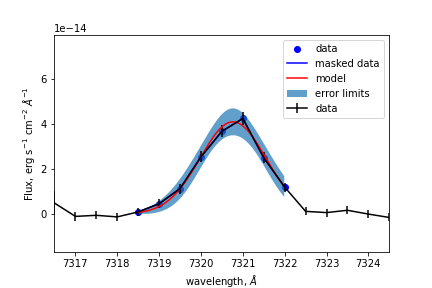 1e−14
data
masked data
model
error limits
data
Flux, erg s⁻¹ cm⁻² Å⁻¹
6
4
2
0
7317 7318 7319 7320 7321 7322 7323 7324
wavelength, Å